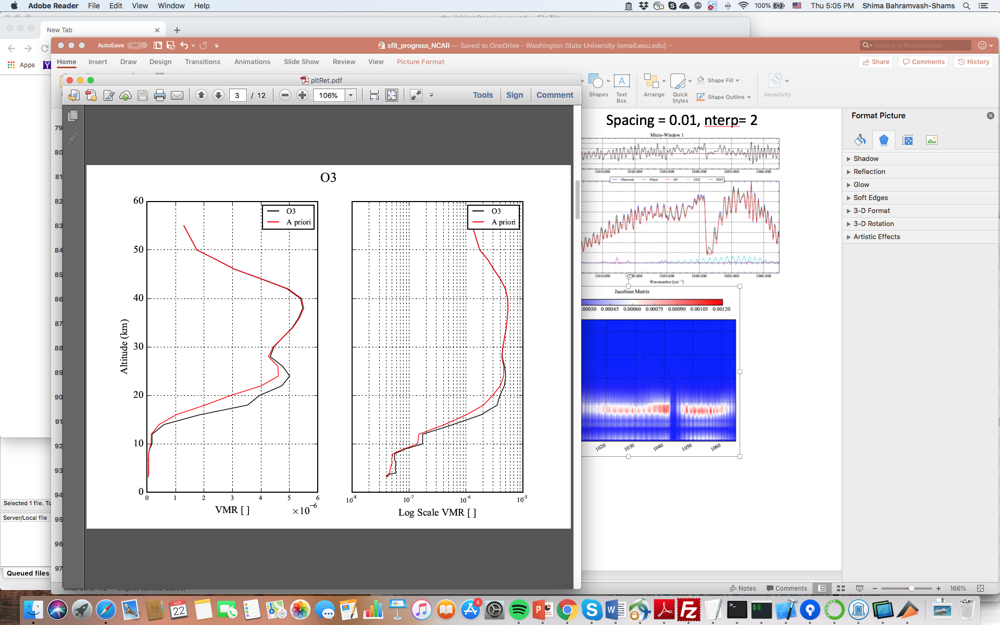 Adobe Reader File Edit View Window Help
100% Thu 5:05 PM Shima Bahramvash-Shams
New Tab
AutoSave ON
sfit_progress_NCAR — Saved to OneDrive - Washington State University (email.wsu.edu)
Search in Presentation
Apps
Home Insert Draw Design Transitions Animations Slide Show Review View Picture Format
Share Comments History
pltRet.pdf
3 / 12 106%
Tools Sign Comment
Shapes
Text Box
Arrange
Quick Styles
Shape Fill
Shape Outline
Sensitivity
79
80
81
82
83
84
85
86
87
88
89
90
91
92
93
94
95
96
97
O3
60
50
40
30
20
10
0
Altitude (km)
O3
A priori
0 1 2 3 4 5 6
VMR [ ]
×10⁻⁶
O3
A priori
10⁻⁸ 10⁻⁷ 10⁻⁶ 10⁻⁵
Log Scale VMR [ ]
Spacing = 0.01, nterp= 2
Micro-Window 1
1010.000 1020.000 1030.000 1040.000 1050.000 1060.000
Observed Fitted O3 CO2 H2O
1010.000 1030.000 1040.000 1050.000 1060.000
Wavenumber [cm⁻¹]
Jacobian Matrix
0.00045 0.00060 0.00075 0.00090 0.00105 0.00120
1020 1030 1040 1050 1060
Format Picture
Shadow
Reflection
Glow
Soft Edges
3-D Format
3-D Rotation
Artistic Effects
Selected 1 file. To
Server/Local file
Queued files
Notes Comments 166%
AUG
22
5